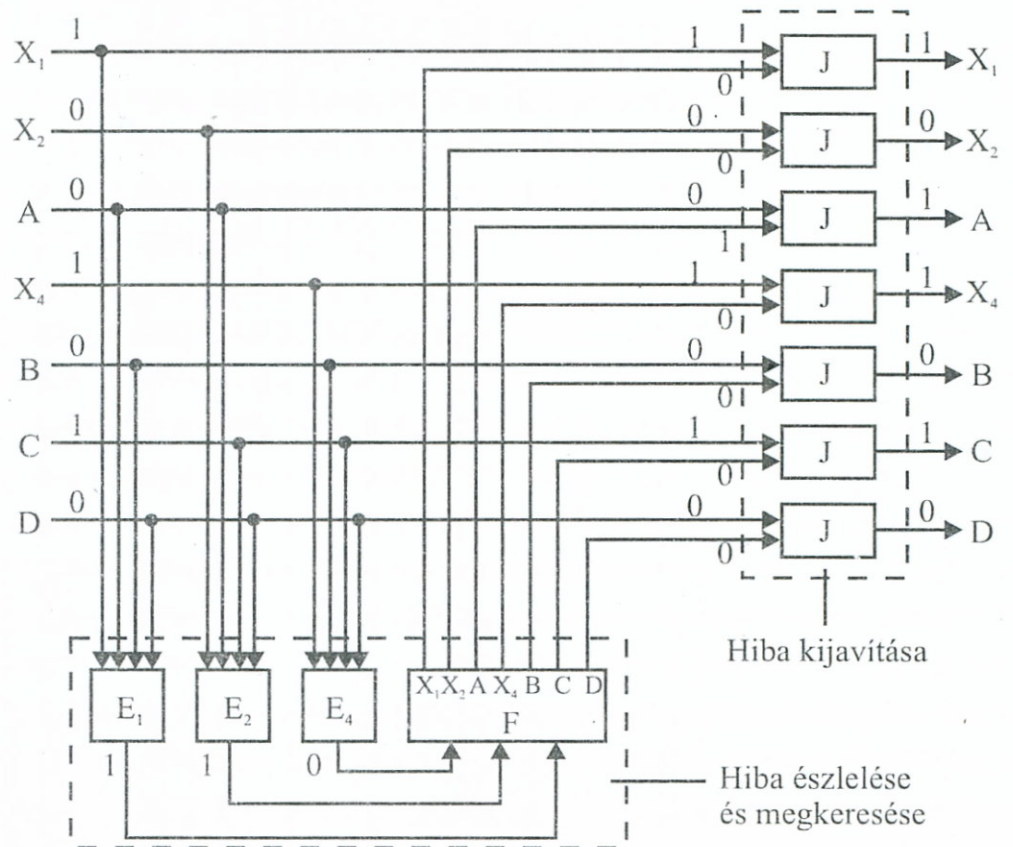 1
X₁ 1 1 X₁
0 J
0
X₂ 0 0 X₂
0 J
0
A 0 1 A
1 J
1
X₄ 1 1 X₄
0 J
0
B 0 0 B
0 J
1
C 1 1 C
0 J
0
D 0 0 D
0 J
Hiba kijavítása
X₁ X₂ A X₄ B C D
E₁ E₂ E₄ F
1 1 0
Hiba észlelése
és megkeresése